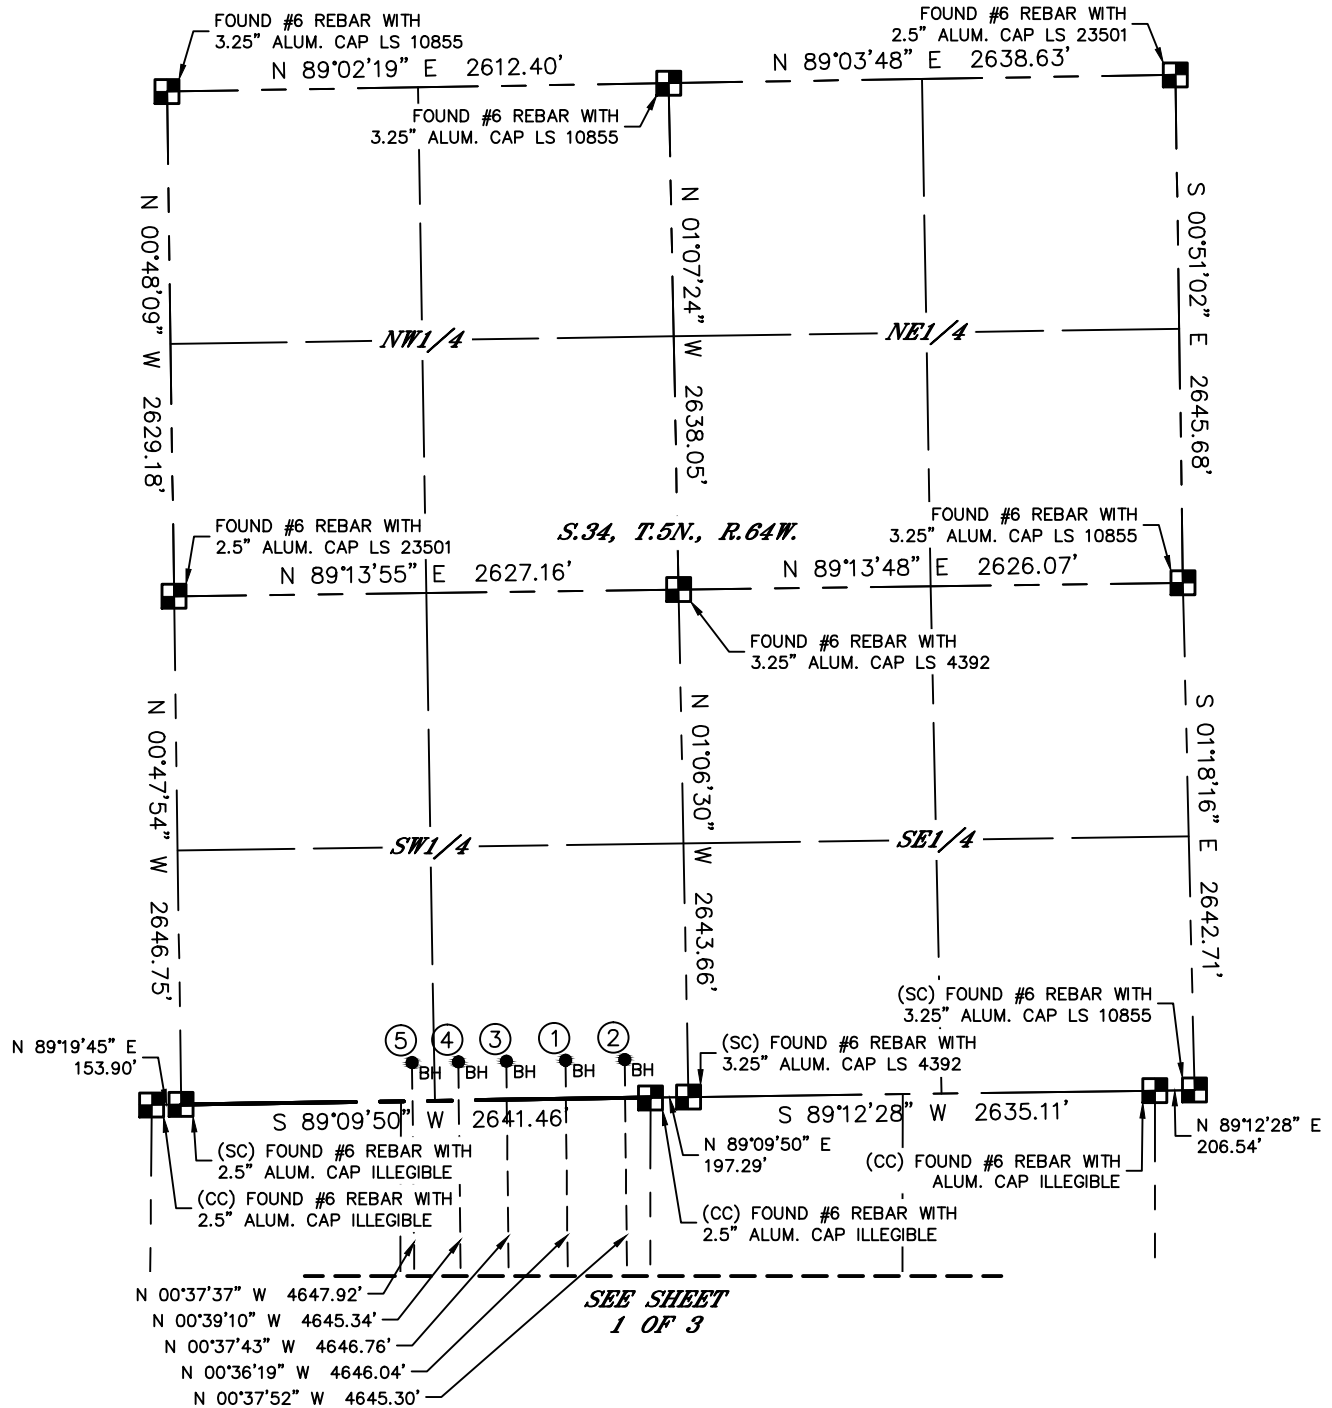 FOUND #6 REBAR WITH
3.25" ALUM. CAP LS 10855
FOUND #6 REBAR WITH
2.5" ALUM. CAP LS 23501
N 89°02'19" E 2612.40'
N 89°03'48" E 2638.63'
FOUND #6 REBAR WITH
3.25" ALUM. CAP LS 10855
N 00°48'09" W 2629.18'
N 01°07'24" W 2638.05'
S 00°51'02" E 2645.68'
NW1/4
NE1/4
FOUND #6 REBAR WITH
2.5" ALUM. CAP LS 23501
S.34, T.5N., R.64W.
FOUND #6 REBAR WITH
3.25" ALUM. CAP LS 10855
N 89°13'55" E 2627.16'
N 89°13'48" E 2626.07'
FOUND #6 REBAR WITH
3.25" ALUM. CAP LS 4392
N 00°47'54" W 2646.75'
N 01°06'30" W 2643.66'
S 01°18'16" E 2642.71'
SW1/4
SE1/4
(SC) FOUND #6 REBAR WITH
3.25" ALUM. CAP LS 10855
N 89°19'45" E
153.90'
5
4
3
1
2
BH
BH
BH
BH
BH
(SC) FOUND #6 REBAR WITH
3.25" ALUM. CAP LS 4392
S 89°09'50" W 2641.46'
S 89°12'28" W 2635.11'
N 89°12'28" E
206.54'
N 89°09'50" E
197.29'
(SC) FOUND #6 REBAR WITH
2.5" ALUM. CAP ILLEGIBLE
(CC) FOUND #6 REBAR WITH
ALUM. CAP ILLEGIBLE
(CC) FOUND #6 REBAR WITH
2.5" ALUM. CAP ILLEGIBLE
(CC) FOUND #6 REBAR WITH
2.5" ALUM. CAP ILLEGIBLE
N 00°37'37" W 4647.92'
N 00°39'10" W 4645.34'
N 00°37'43" W 4646.76'
N 00°36'19" W 4646.04'
N 00°37'52" W 4645.30'
SEE SHEET
1 OF 3